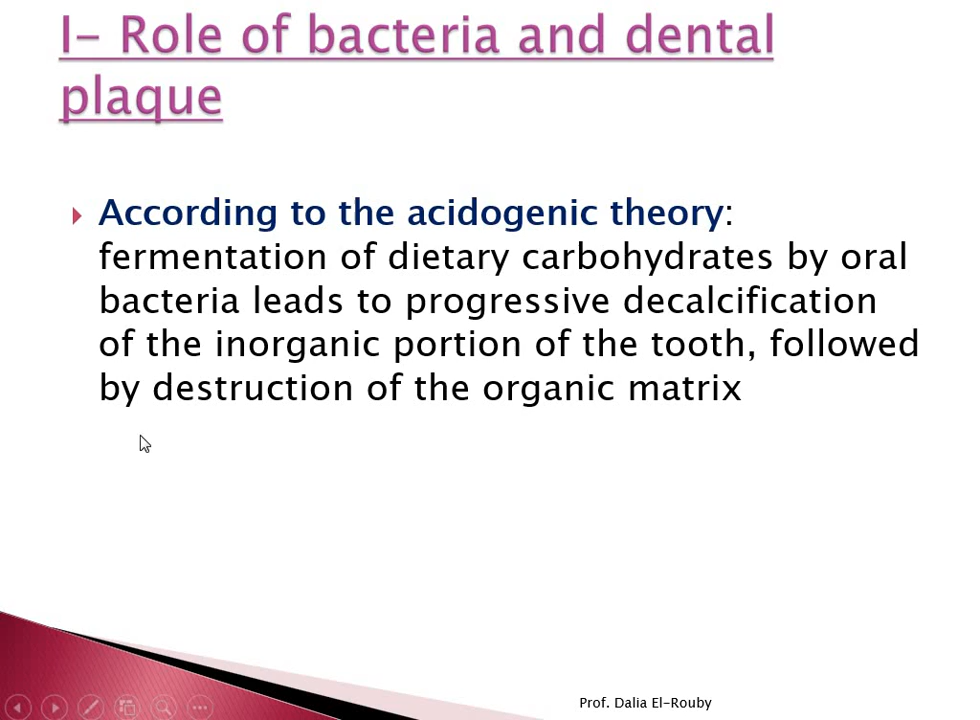 I- Role of bacteria and dental
plaque
According to the acidogenic theory:
fermentation of dietary carbohydrates by oral
bacteria leads to progressive decalcification
of the inorganic portion of the tooth, followed
by destruction of the organic matrix
Prof. Dalia El-Rouby